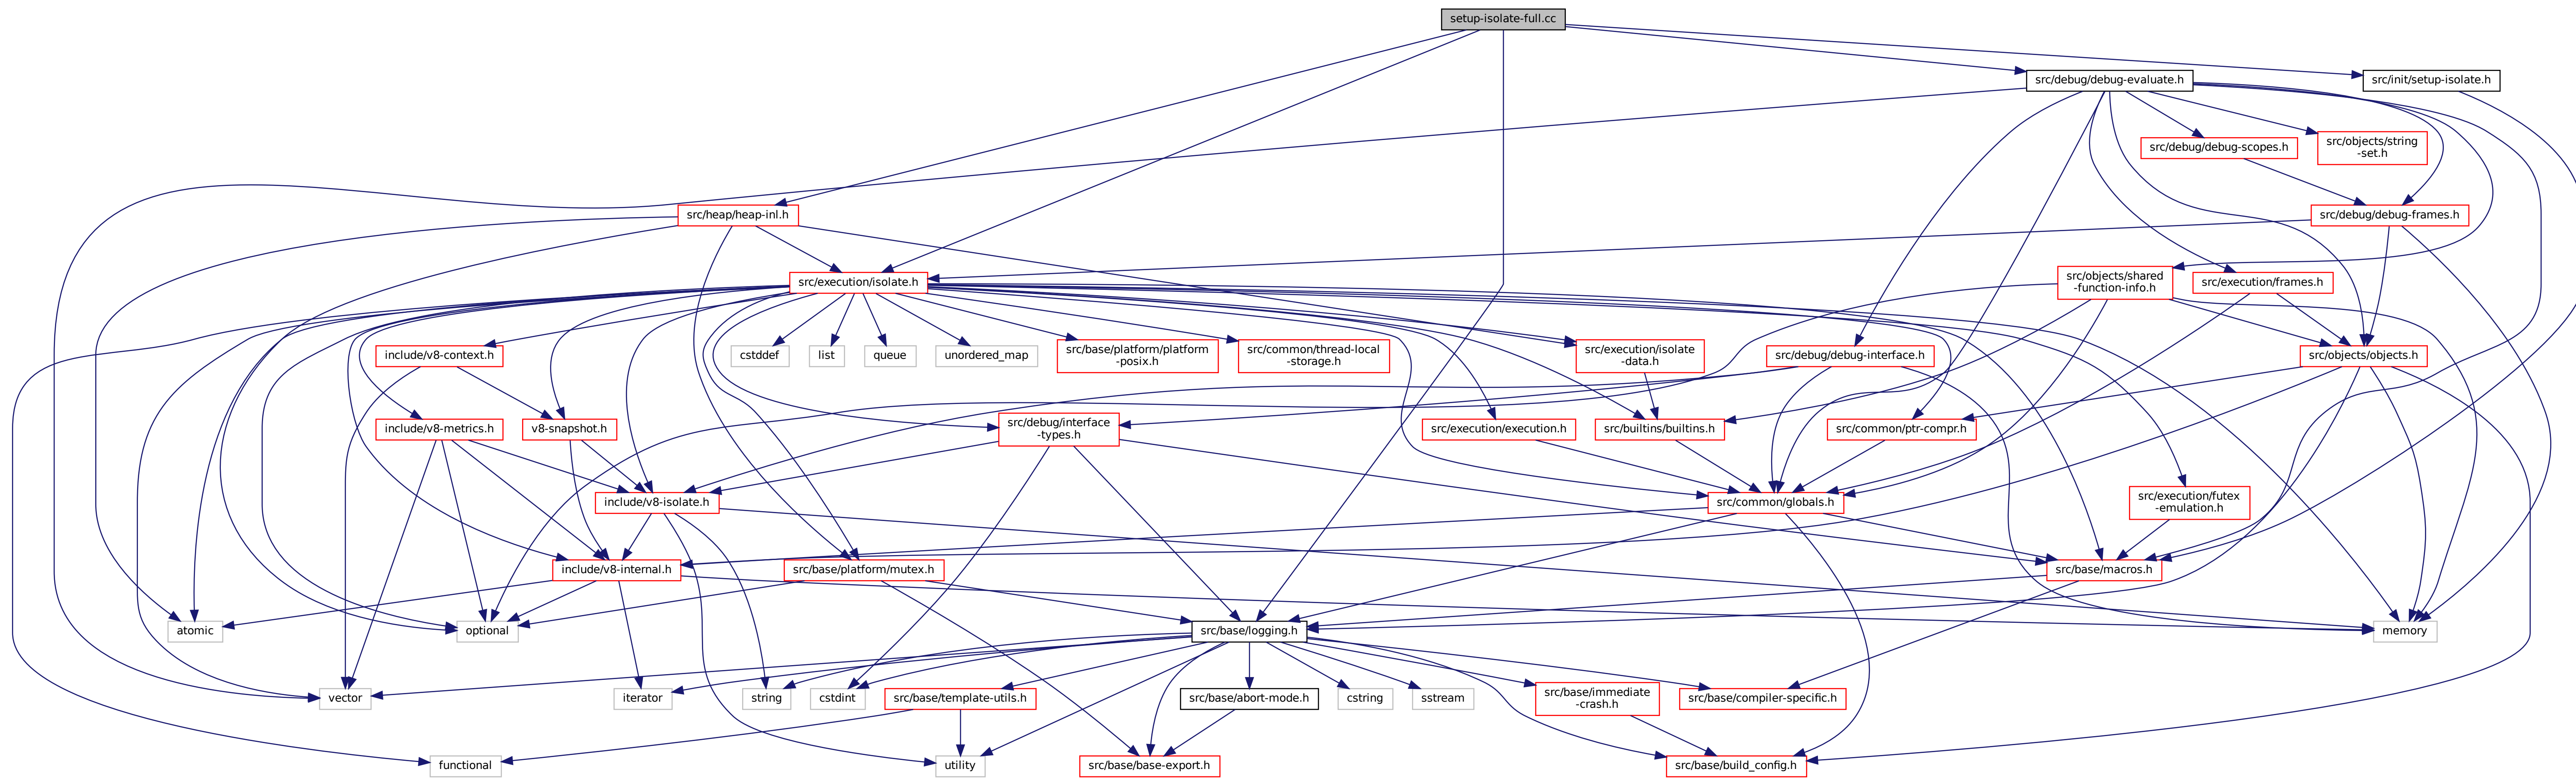 setup-isolate-full.cc
src/debug/debug-evaluate.h
src/init/setup-isolate.h
src/debug/debug-scopes.h
src/objects/string
-set.h
src/heap/heap-inl.h
src/debug/debug-frames.h
src/execution/isolate.h
src/objects/shared
-function-info.h
src/execution/frames.h
include/v8-context.h
cstddef
list
queue
unordered_map
src/base/platform/platform
-posix.h
src/common/thread-local
-storage.h
src/execution/isolate
-data.h
src/debug/debug-interface.h
src/objects/objects.h
include/v8-metrics.h
v8-snapshot.h
src/debug/interface
-types.h
src/execution/execution.h
src/builtins/builtins.h
src/common/ptr-compr.h
include/v8-isolate.h
src/common/globals.h
src/execution/futex
-emulation.h
include/v8-internal.h
src/base/platform/mutex.h
src/base/macros.h
atomic
optional
src/base/logging.h
memory
vector
iterator
string
cstdint
src/base/template-utils.h
src/base/abort-mode.h
cstring
sstream
src/base/immediate
-crash.h
src/base/compiler-specific.h
functional
utility
src/base/base-export.h
src/base/build_config.h